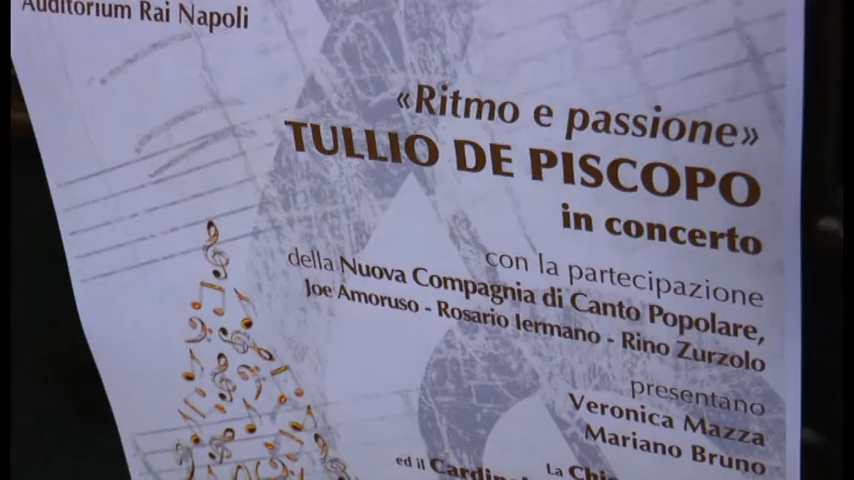 Auditorium Rai Napoli
«Ritmo e passione»
TULLIO DE PISCOPO
in concerto
con la partecipazione
della Nuova Compagnia di Canto Popolare,
Joe Amoruso - Rosario Iermano - Rino Zurzolo
presentano
Veronica Mazza
Mariano Bruno
La
ed il